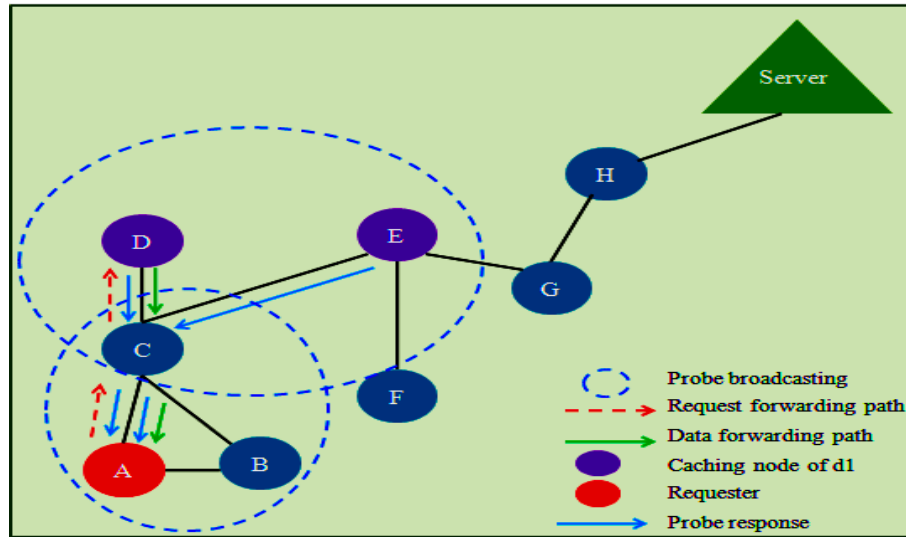 Server
H
D
E
G
C
F
A
B
Probe broadcasting
Request forwarding path
Data forwarding path
Caching node of d1
Requester
Probe response